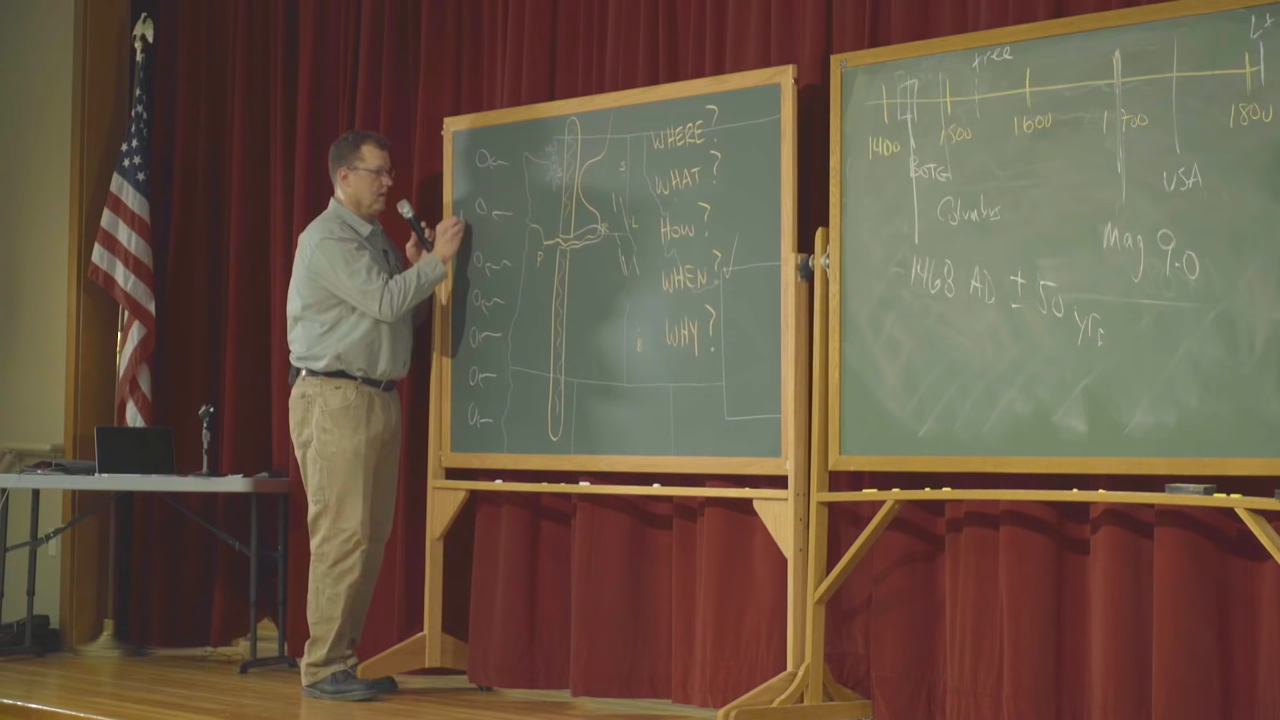 WHERE?
WHAT?
HOW?
WHEN?
WHY?
P
R
L
S
tree
1400
1500
1600
1700
1800
BOTG
Columbus
USA
Mag 9.0
1468 AD ± 50
yrs